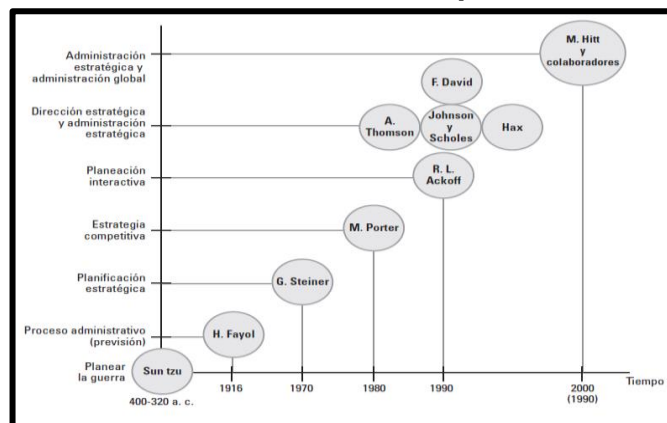 Administración
estratégica y
administración global
M. Hitt
y
colaboradores
F. David
Dirección estratégica
y administración
estratégica
A.
Thomson
Johnson
y
Scholes
Hax
Planeación
interactiva
R. L.
Ackoff
Estrategia
competitiva
M. Porter
Planificación
estratégica
G. Steiner
Proceso administrativo
(previsión)
H. Fayol
Planear
la guerra
Sun tzu
400-320 a. c.
1916
1970
1980
1990
2000
(1990)
Tiempo